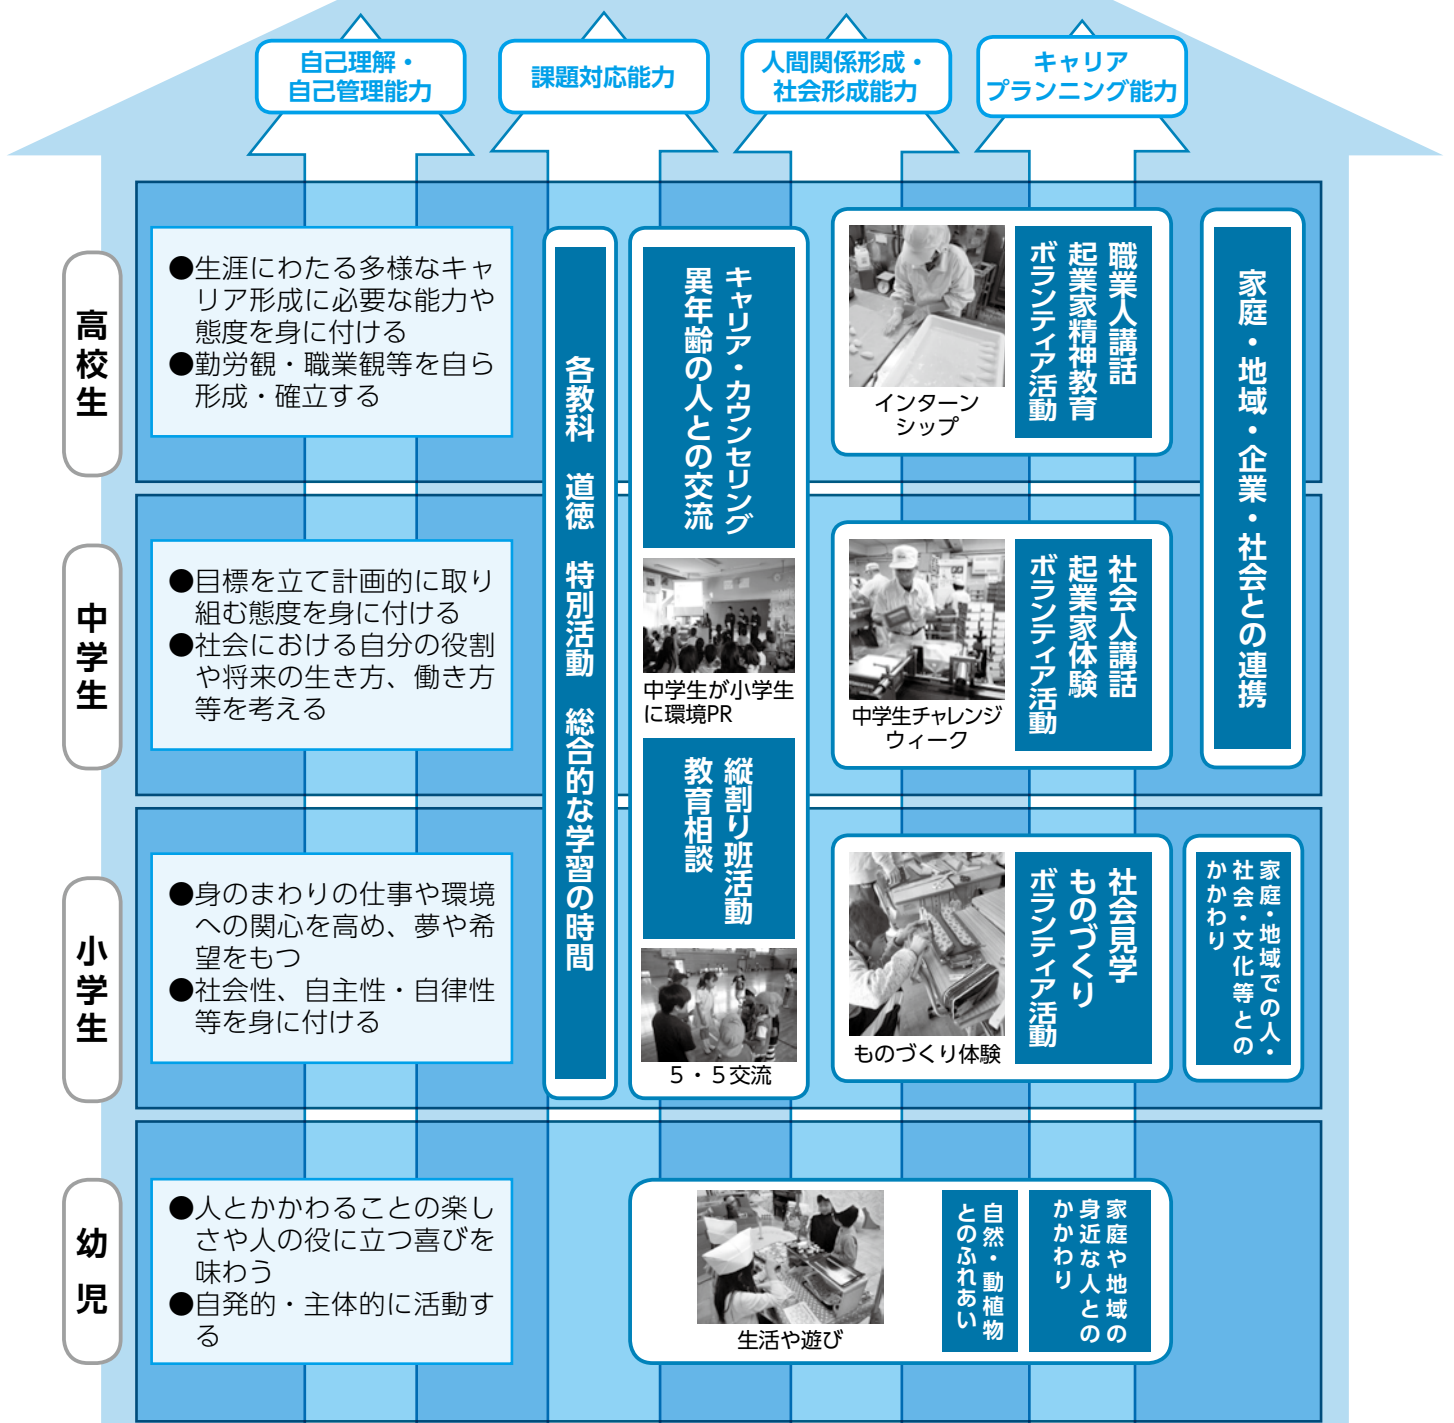 自己理解・
自己管理能力
課題対応能力
人間関係形成・
社会形成能力
キャリア
プランニング能力
高校生
●生涯にわたる多様なキャ
リア形成に必要な能力や
態度を身に付ける
●勤労観・職業観等を自ら
形成・確立する
各教科　道徳　特別活動　総合的な学習の時間
キャリア・カウンセリング
異年齢の人との交流
インターン
シップ
職業人講話
起業家精神教育
ボランティア活動
家庭・地域・企業・社会との連携
中学生
●目標を立て計画的に取り
組む態度を身に付ける
●社会における自分の役割
や将来の生き方、働き方
等を考える
中学生が小学生
に環境PR
中学生チャレンジ
ウィーク
社会人講話
起業家体験
ボランティア活動
縦割り班活動
教育相談
小学生
●身のまわりの仕事や環境
への関心を高め、夢や希
望をもつ
●社会性、自主性・自律性
等を身に付ける
５・５交流
ものづくり体験
社会見学
ものづくり
ボランティア活動
家庭・地域での人・
社会・文化等との
かかわり
幼児
●人とかかわることの楽し
さや人の役に立つ喜びを
味わう
●自発的・主体的に活動す
る
生活や遊び
自然・動植物
とのふれあい
家庭や地域の
身近な人との
かかわり